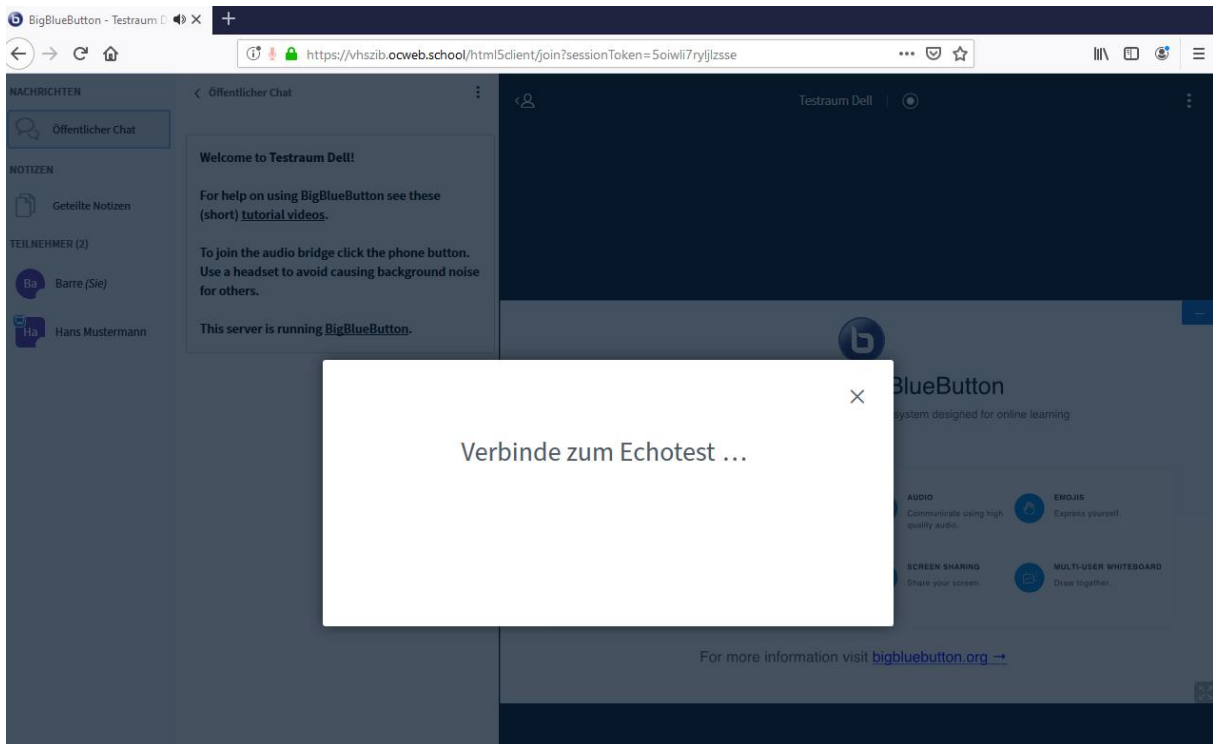 BigBlueButton - Testraum D
https://vhszib.ocweb.school/html5client/join?sessionToken=5oiwli7ryljlzsse
NACHRICHTEN
Öffentlicher Chat
NOTIZEN
Geteilte Notizen
TEILNEHMER (2)
Ba Barre (Sie)
Ha Hans Mustermann
Öffentlicher Chat
Welcome to Testraum Dell!
For help on using BigBlueButton see these
(short) tutorial videos.
To join the audio bridge click the phone button.
Use a headset to avoid causing background noise
for others.
This server is running BigBlueButton.
Testraum Dell
Verbinde zum Echotest …
BlueButton
system designed for online learning
AUDIO
Communicate using high
quality audio.
EMOJIS
Express yourself.
SCREEN SHARING
Share your screen.
MULTI-USER WHITEBOARD
Draw together.
For more information visit bigbluebutton.org →